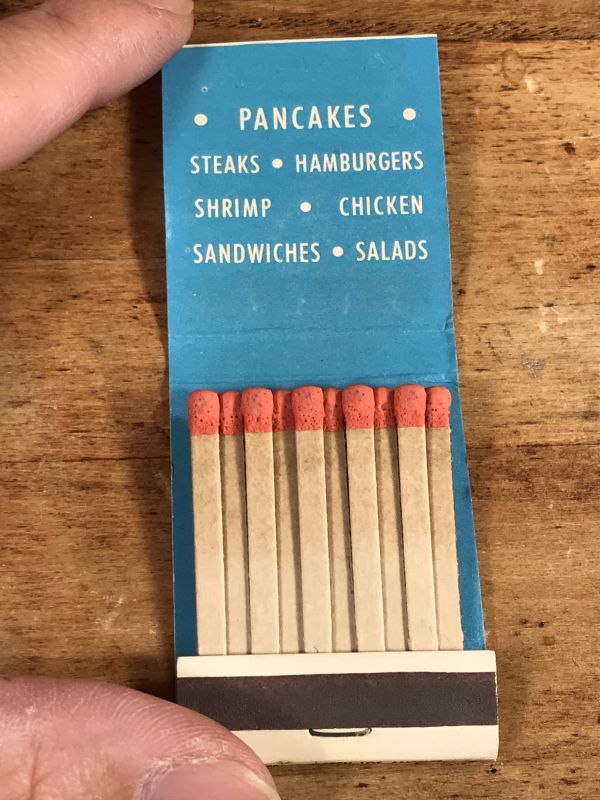 • PANCAKES •
STEAKS • HAMBURGERS
SHRIMP • CHICKEN
SANDWICHES • SALADS